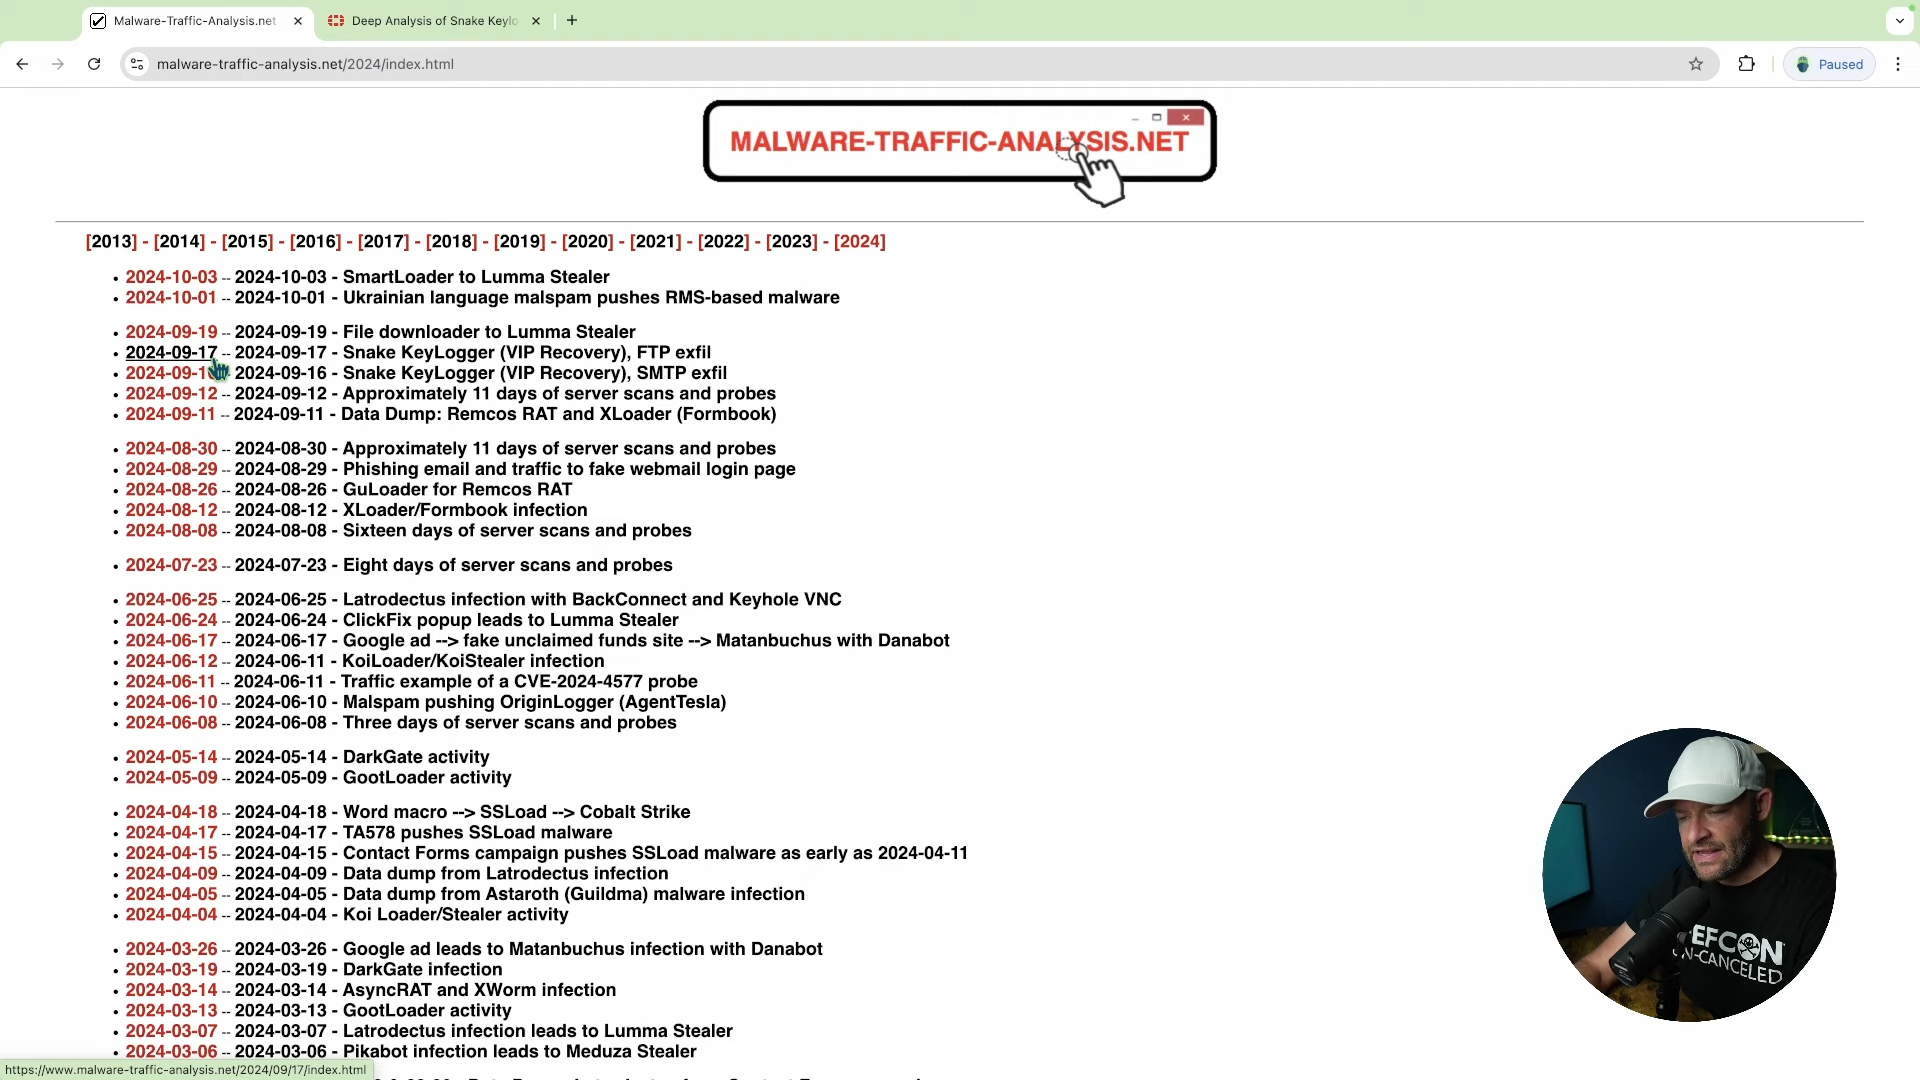 Malware-Traffic-Analysis.net
Deep Analysis of Snake Keylo
malware-traffic-analysis.net/2024/index.html
Paused
MALWARE-TRAFFIC-ANALYSIS.NET
[2013] - [2014] - [2015] - [2016] - [2017] - [2018] - [2019] - [2020] - [2021] - [2022] - [2023] - [2024]
2024-10-03 -- 2024-10-03 - SmartLoader to Lumma Stealer
2024-10-01 -- 2024-10-01 - Ukrainian language malspam pushes RMS-based malware
2024-09-19 -- 2024-09-19 - File downloader to Lumma Stealer
2024-09-17 -- 2024-09-17 - Snake KeyLogger (VIP Recovery), FTP exfil
2024-09-1 -- 2024-09-16 - Snake KeyLogger (VIP Recovery), SMTP exfil
2024-09-12 -- 2024-09-12 - Approximately 11 days of server scans and probes
2024-09-11 -- 2024-09-11 - Data Dump: Remcos RAT and XLoader (Formbook)
2024-08-30 -- 2024-08-30 - Approximately 11 days of server scans and probes
2024-08-29 -- 2024-08-29 - Phishing email and traffic to fake webmail login page
2024-08-26 -- 2024-08-26 - GuLoader for Remcos RAT
2024-08-12 -- 2024-08-12 - XLoader/Formbook infection
2024-08-08 -- 2024-08-08 - Sixteen days of server scans and probes
2024-07-23 -- 2024-07-23 - Eight days of server scans and probes
2024-06-25 -- 2024-06-25 - Latrodectus infection with BackConnect and Keyhole VNC
2024-06-24 -- 2024-06-24 - ClickFix popup leads to Lumma Stealer
2024-06-17 -- 2024-06-17 - Google ad --> fake unclaimed funds site --> Matanbuchus with Danabot
2024-06-12 -- 2024-06-11 - KoiLoader/KoiStealer infection
2024-06-11 -- 2024-06-11 - Traffic example of a CVE-2024-4577 probe
2024-06-10 -- 2024-06-10 - Malspam pushing OriginLogger (AgentTesla)
2024-06-08 -- 2024-06-08 - Three days of server scans and probes
2024-05-14 -- 2024-05-14 - DarkGate activity
2024-05-09 -- 2024-05-09 - GootLoader activity
2024-04-18 -- 2024-04-18 - Word macro --> SSLoad --> Cobalt Strike
2024-04-17 -- 2024-04-17 - TA578 pushes SSLoad malware
2024-04-15 -- 2024-04-15 - Contact Forms campaign pushes SSLoad malware as early as 2024-04-11
2024-04-09 -- 2024-04-09 - Data dump from Latrodectus infection
2024-04-05 -- 2024-04-05 - Data dump from Astaroth (Guildma) malware infection
2024-04-04 -- 2024-04-04 - Koi Loader/Stealer activity
2024-03-26 -- 2024-03-26 - Google ad leads to Matanbuchus infection with Danabot
2024-03-19 -- 2024-03-19 - DarkGate infection
2024-03-14 -- 2024-03-14 - AsyncRAT and XWorm infection
2024-03-13 -- 2024-03-13 - GootLoader activity
2024-03-07 -- 2024-03-07 - Latrodectus infection leads to Lumma Stealer
2024-03-06 -- 2024-03-06 - Pikabot infection leads to Meduza Stealer
https://www.malware-traffic-analysis.net/2024/09/17/index.html
EFCON
N-CANCELED